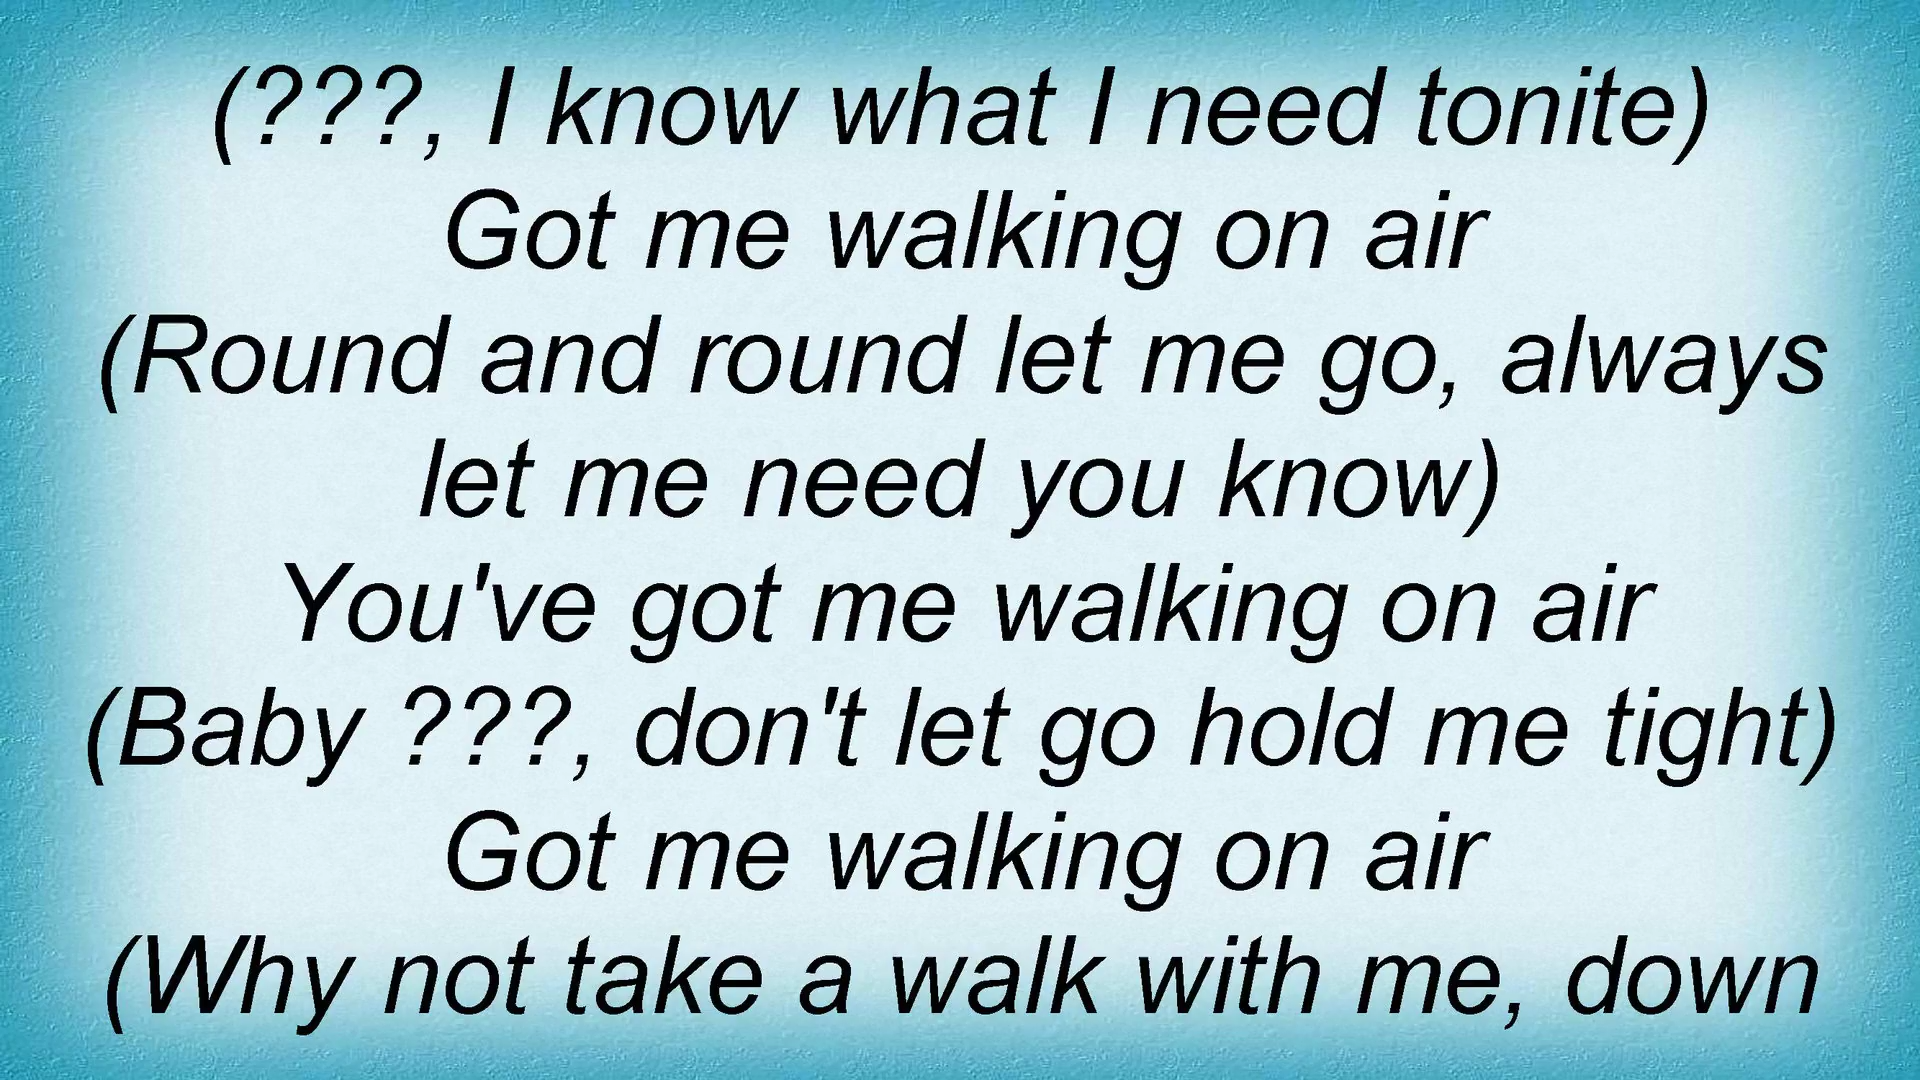 (???, I know what I need tonite)
Got me walking on air
(Round and round let me go, always
let me need you know)
You've got me walking on air
(Baby ???, don't let go hold me tight)
Got me walking on air
(Why not take a walk with me, down